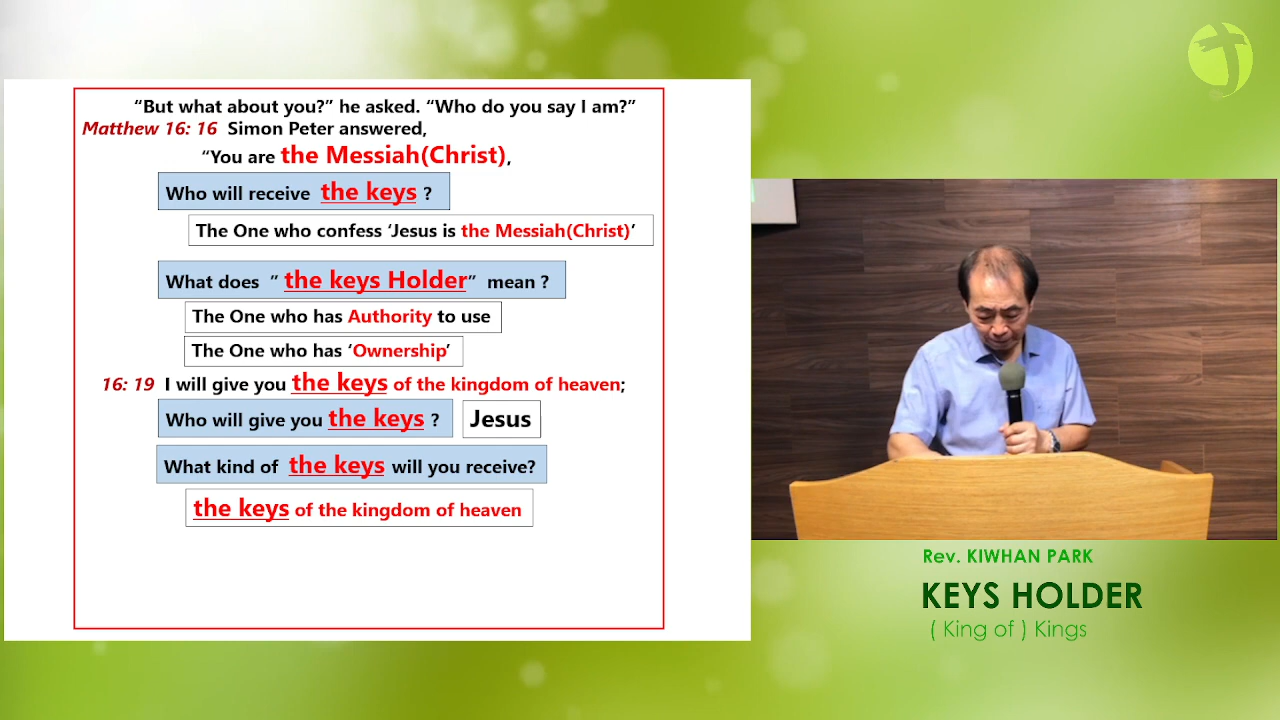 “But what about you?” he asked. “Who do you say I am?”
Matthew 16: 16 Simon Peter answered,
“You are the Messiah(Christ),
Who will receive the keys ?
The One who confess ‘Jesus is the Messiah(Christ)’
What does “ the keys Holder” mean ?
The One who has Authority to use
The One who has ‘Ownership’
16: 19 I will give you the keys of the kingdom of heaven;
Who will give you the keys ?
Jesus
What kind of the keys will you receive?
the keys of the kingdom of heaven
Rev. KIWHAN PARK
KEYS HOLDER
( King of ) Kings